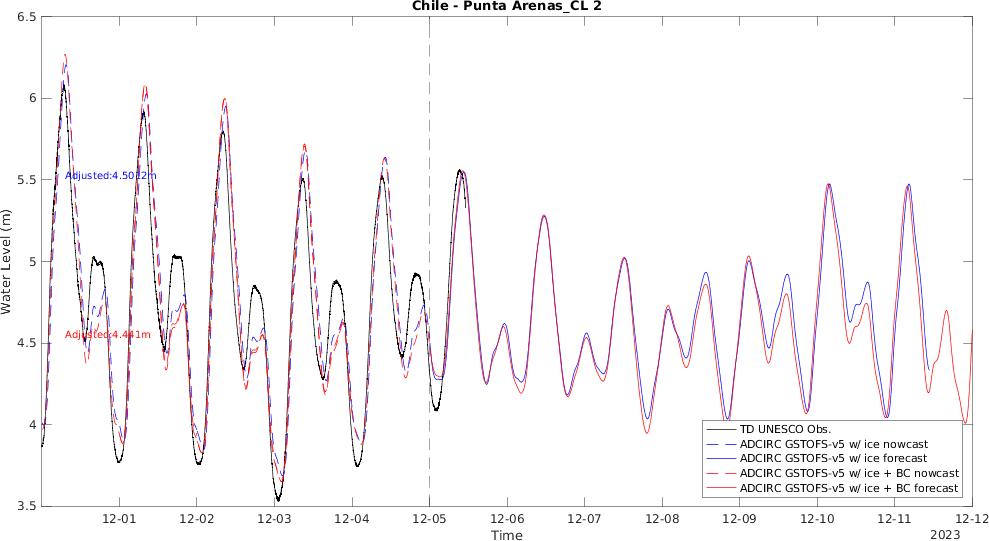 Chile - Punta Arenas_CL 2
6.5
6
5.5
5
4.5
4
3.5
Water Level (m)
Adjusted:4.5012m
Adjusted:4.441m
TD UNESCO Obs.
ADCIRC GSTOFS-v5 w/ ice nowcast
ADCIRC GSTOFS-v5 w/ ice forecast
ADCIRC GSTOFS-v5 w/ ice + BC nowcast
ADCIRC GSTOFS-v5 w/ ice + BC forecast
12-01 12-02 12-03 12-04 12-05 12-06 12-07 12-08 12-09 12-10 12-11 12-12
Time
2023